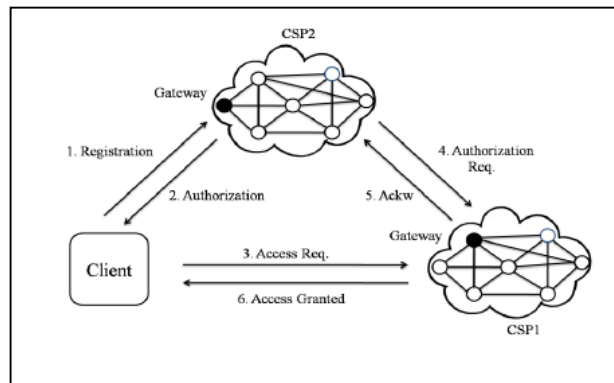 CSP2
Gateway
1. Registration
4. Authorization
Req.
2. Authorization
5. Ackw
Gateway
3. Access Req.
Client
6. Access Granted
CSP1